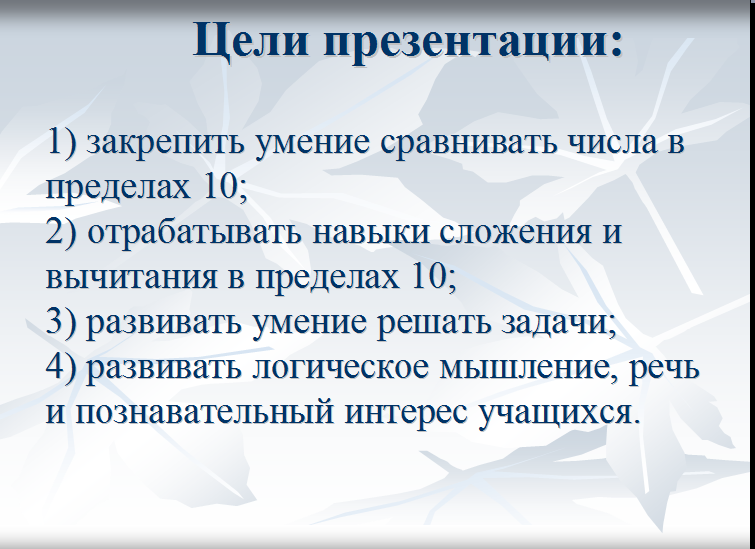 Цели презентации:
1) закрепить умение сравнивать числа в
пределах 10;
2) отрабатывать навыки сложения и
вычитания в пределах 10;
3) развивать умение решать задачи;
4) развивать логическое мышление, речь
и познавательный интерес учащихся.